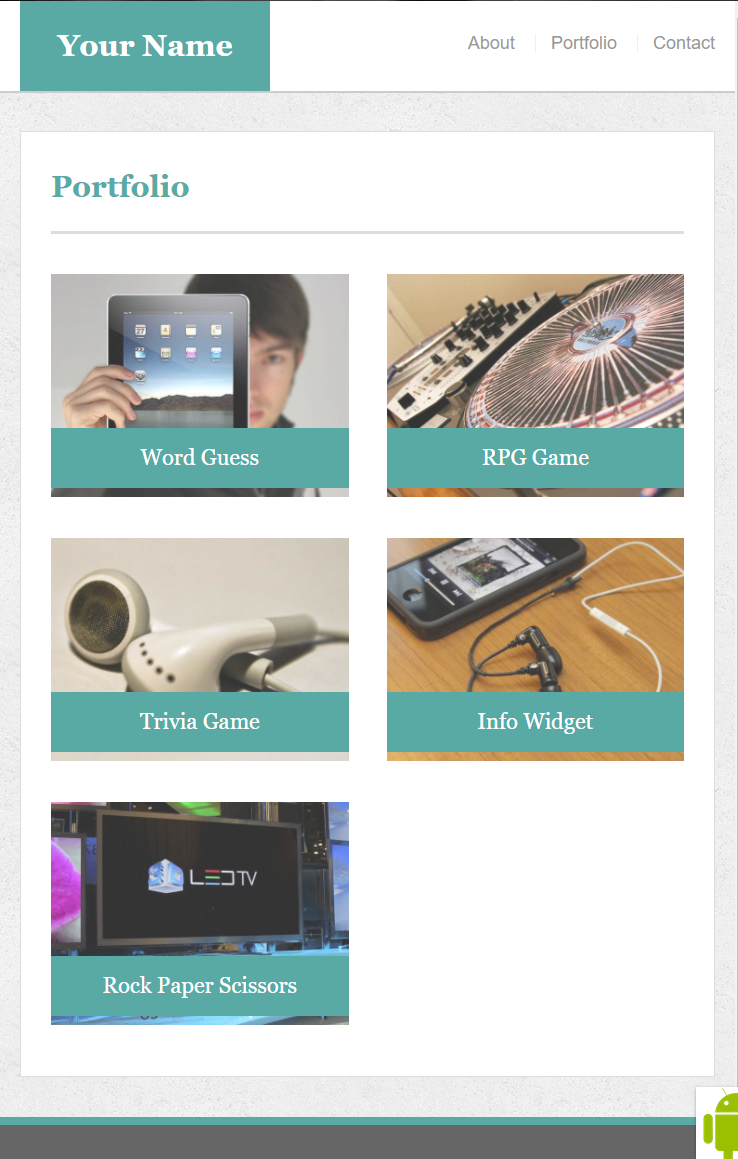 Your Name
About
Portfolio
Contact
Portfolio
Word Guess
RPG Game
Trivia Game
Info Widget
LEDTV
Rock Paper Scissors